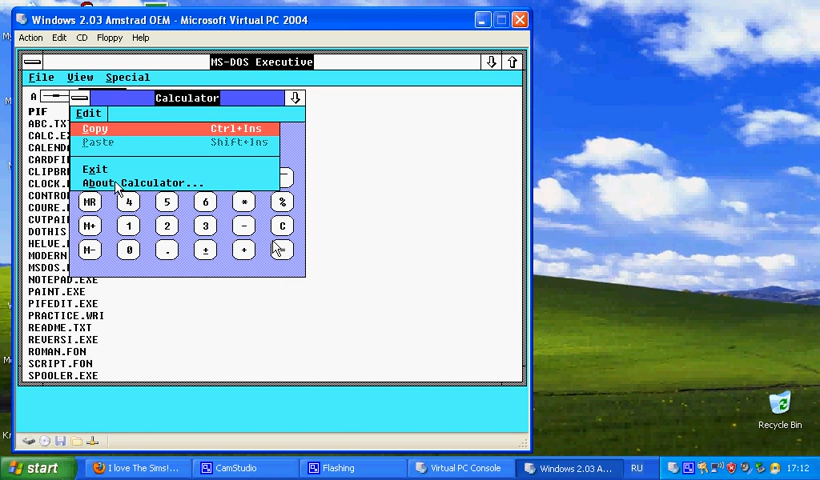 Windows 2.03 Amstrad OEM - Microsoft Virtual PC 2004
Action Edit CD Floppy Help
MS-DOS Executive
File View Special
A
Calculator
Edit
Copy Ctrl+Ins
Paste Shift+Ins
Exit
About Calculator...
MR 4 5 6 * %
M+ 1 2 3 - C
M- 0 . ± + =
PIF
ABC.TXT
CALC.EX
CALENDA
CARDFI
CLIPBR
CLOCK.E
CONTRO
COURE.
CVTPAI
DOTHIS
HELVE.
MODERN
MSDOS.
NOTEPAD.EXE
PAINT.EXE
PIFEDIT.EXE
PRACTICE.WRI
README.TXT
REVERSI.EXE
ROMAN.FON
SCRIPT.FON
SPOOLER.EXE
Recycle Bin
start
I love The Sims!...
CamStudio
Flashing
Virtual PC Console
Windows 2.03 A...
RU
17:12